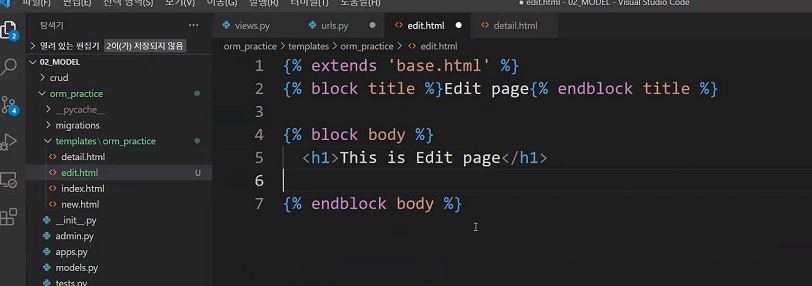 파일(F) 편집(E) 선택 영역(S) 보기(V) 이동(G) 실행(R) 터미널(T) 도움말(H) edit.html - 02_MODEL - Visual Studio Code
탐색기
views.py urls.py edit.html detail.html
열려 있는 편집기 2이(가) 저장되지 않음
orm_practice > templates > orm_practice > edit.html
02_MODEL
crud
orm_practice
__pycache__
migrations
templates \ orm_practice
detail.html
edit.html U
index.html
new.html
__init__.py
admin.py
apps.py
models.py
tests.py
2
4
1 {% extends 'base.html' %}
2 {% block title %}Edit page{% endblock title %}
3
4 {% block body %}
5 <h1>This is Edit page</h1>
6
7 {% endblock body %}